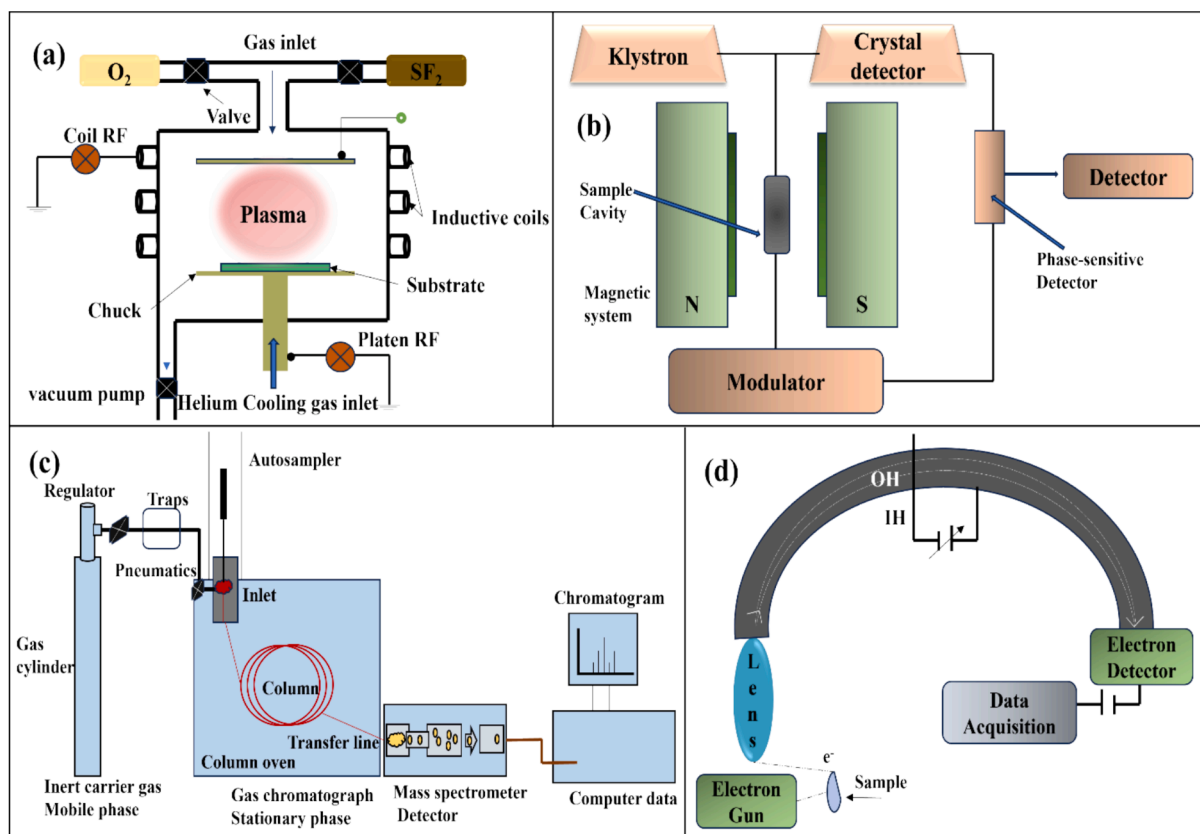 (a)
Gas inlet
O₂
SF₂
Valve
Coil RF
Plasma
Inductive coils
Substrate
Chuck
Platen RF
vacuum pump
Helium Cooling gas inlet
(b)
Klystron
Crystal
detector
Sample
Cavity
Detector
Phase-sensitive
Detector
Magnetic
system
N
S
Modulator
(c)
Autosampler
Regulator
Traps
Pneumatics
Inlet
Gas
cylinder
Column
Chromatogram
Transfer line
Column oven
Inert carrier gas
Mobile phase
Gas chromatograph
Stationary phase
Mass spectrometer
Detector
Computer data
(d)
OH
IH
Lens
Electron
Detector
Data
Acquisition
e⁻
Electron
Gun
Sample